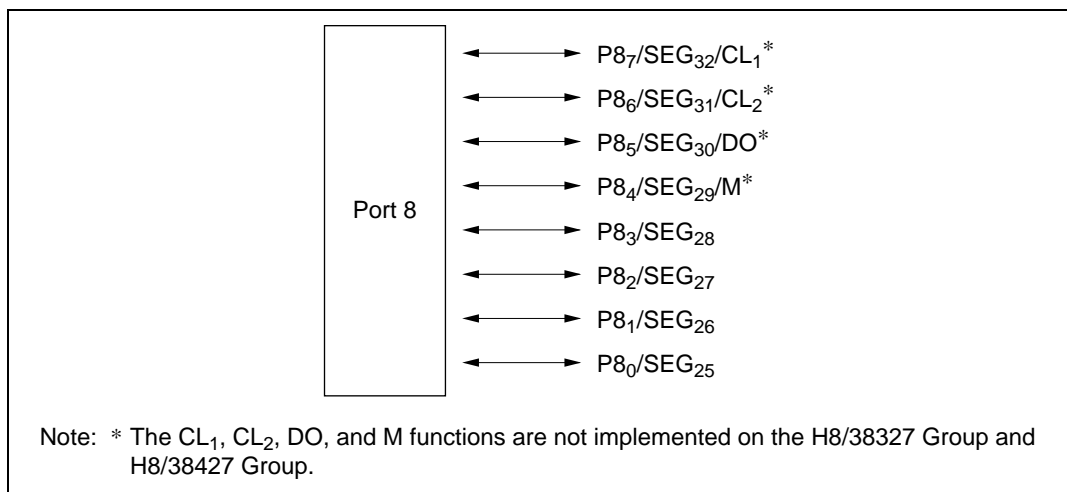 P8₇/SEG₃₂/CL₁*
P8₆/SEG₃₁/CL₂*
P8₅/SEG₃₀/DO*
P8₄/SEG₂₉/M*
Port 8
P8₃/SEG₂₈
P8₂/SEG₂₇
P8₁/SEG₂₆
P8₀/SEG₂₅
Note: * The CL₁, CL₂, DO, and M functions are not implemented on the H8/38327 Group and
H8/38427 Group.